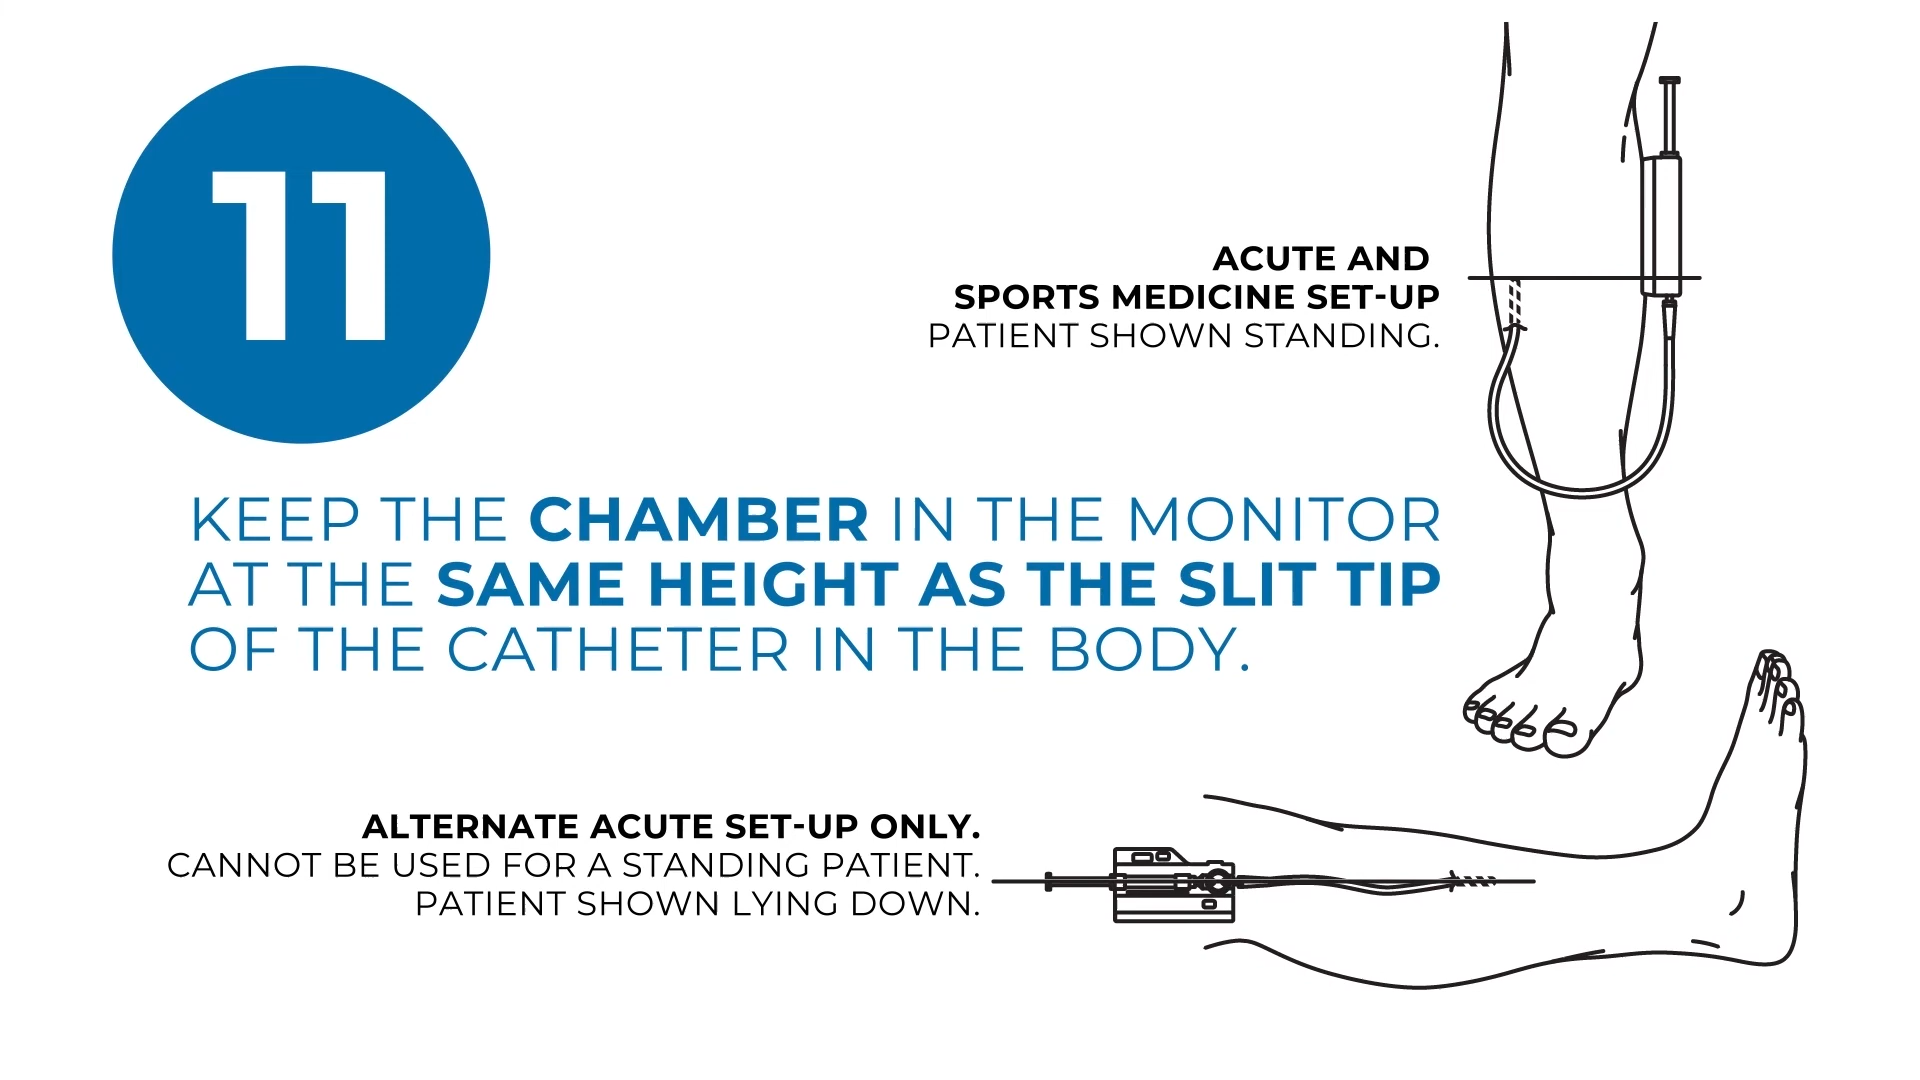 11
ACUTE AND
SPORTS MEDICINE SET-UP
PATIENT SHOWN STANDING.
KEEP THE CHAMBER IN THE MONITOR
AT THE SAME HEIGHT AS THE SLIT TIP
OF THE CATHETER IN THE BODY.
ALTERNATE ACUTE SET-UP ONLY.
CANNOT BE USED FOR A STANDING PATIENT.
PATIENT SHOWN LYING DOWN.